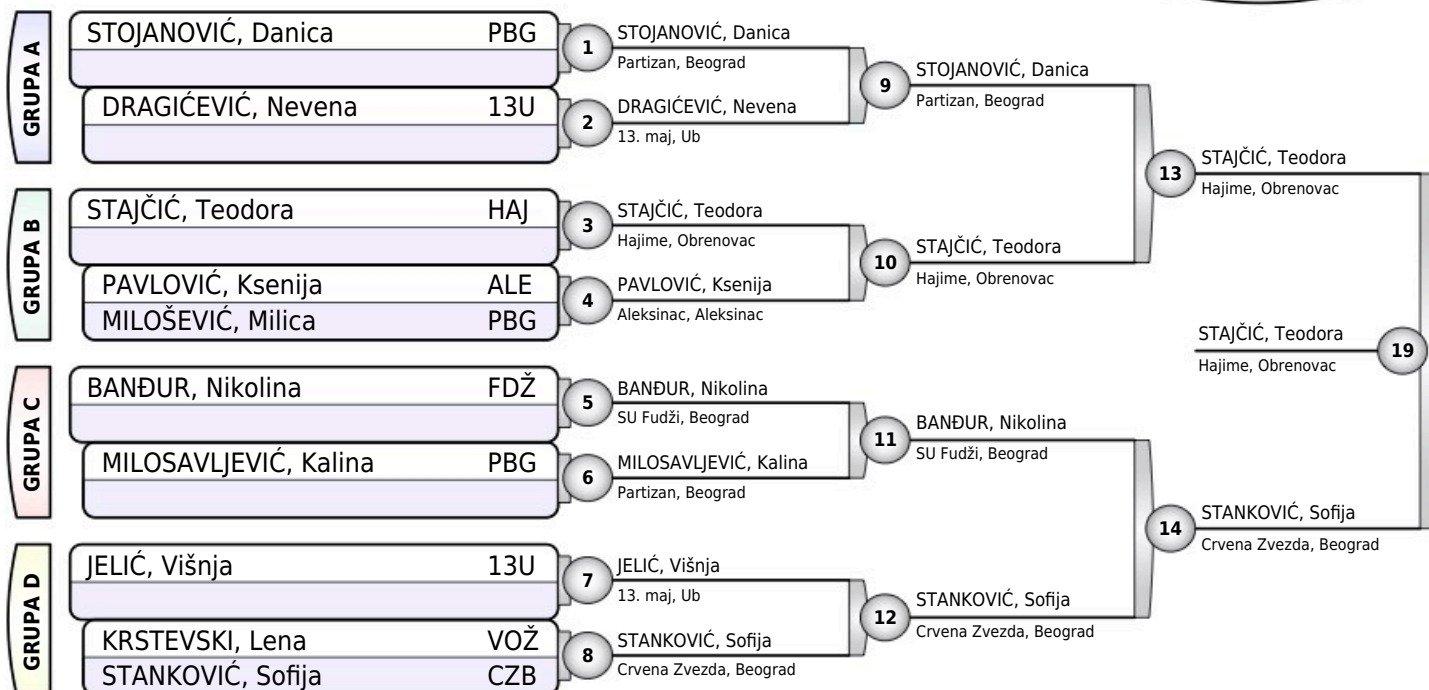 GRUPA A
STOJANOVIĆ, Danica PBG
DRAGIĆEVIĆ, Nevena 13U
1
STOJANOVIĆ, Danica
Partizan, Beograd
2
DRAGIĆEVIĆ, Nevena
13. maj, Ub
9
STOJANOVIĆ, Danica
Partizan, Beograd
GRUPA B
STAJČIĆ, Teodora HAJ
PAVLOVIĆ, Ksenija ALE
MILOŠEVIĆ, Milica PBG
3
STAJČIĆ, Teodora
Hajime, Obrenovac
4
PAVLOVIĆ, Ksenija
Aleksinac, Aleksinac
10
STAJČIĆ, Teodora
Hajime, Obrenovac
13
STAJČIĆ, Teodora
Hajime, Obrenovac
GRUPA C
BANĐUR, Nikolina FDŽ
MILOSAVLJEVIĆ, Kalina PBG
5
BANĐUR, Nikolina
SU Fudži, Beograd
6
MILOSAVLJEVIĆ, Kalina
Partizan, Beograd
11
BANĐUR, Nikolina
SU Fudži, Beograd
GRUPA D
JELIĆ, Višnja 13U
KRSTEVSKI, Lena VOŽ
STANKOVIĆ, Sofija CZB
7
JELIĆ, Višnja
13. maj, Ub
8
STANKOVIĆ, Sofija
Crvena Zvezda, Beograd
12
STANKOVIĆ, Sofija
Crvena Zvezda, Beograd
14
STANKOVIĆ, Sofija
Crvena Zvezda, Beograd
STAJČIĆ, Teodora
Hajime, Obrenovac
19